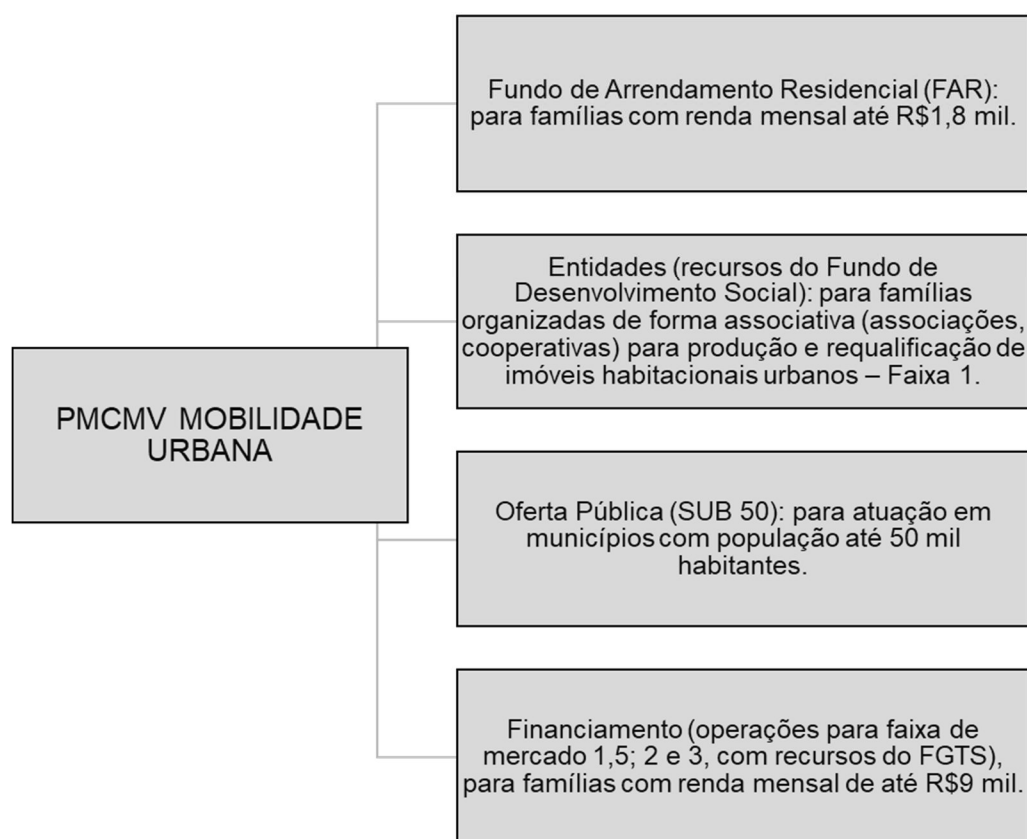 Fundo de Arrendamento Residencial (FAR):
para famílias com renda mensal até R$1,8 mil.
Entidades (recursos do Fundo de
Desenvolvimento Social): para famílias
organizadas de forma associativa (associações,
cooperativas) para produção e requalificação de
imóveis habitacionais urbanos – Faixa 1.
PMCMV MOBILIDADE
URBANA
Oferta Pública (SUB 50): para atuação em
municípios com população até 50 mil
habitantes.
Financiamento (operações para faixa de
mercado 1,5; 2 e 3, com recursos do FGTS),
para famílias com renda mensal de até R$9 mil.